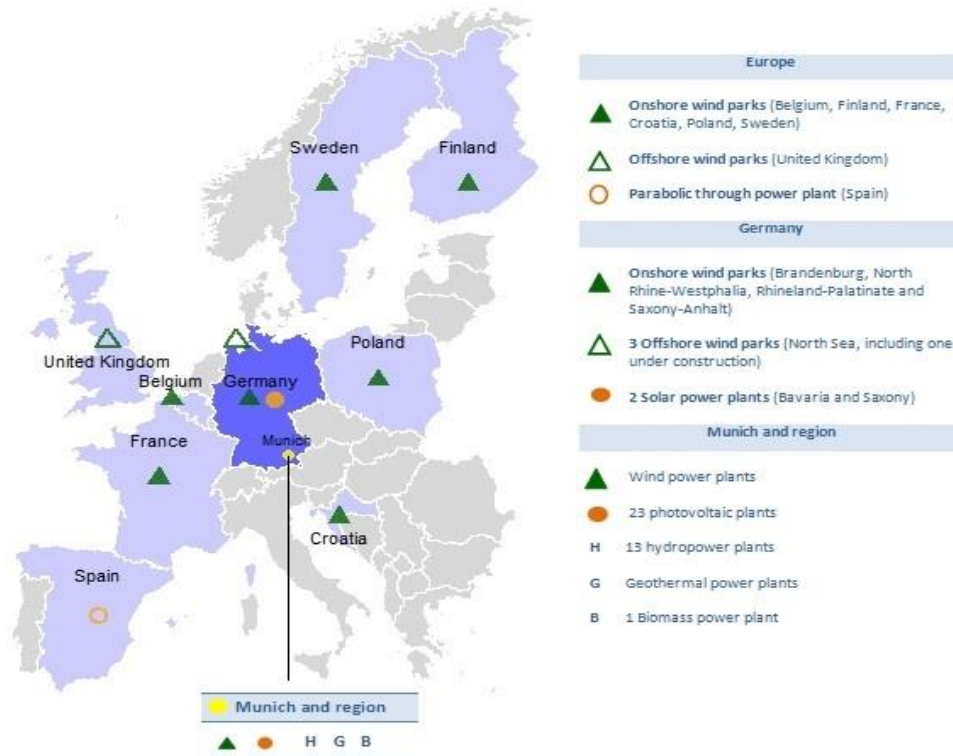 Sweden
Finland
United Kingdom
Belgium
Germany
Poland
France
Munich
Croatia
Spain
Munich and region
H G B
Europe
Onshore wind parks (Belgium, Finland, France,
Croatia, Poland, Sweden)
Offshore wind parks (United Kingdom)
Parabolic through power plant (Spain)
Germany
Onshore wind parks (Brandenburg, North
Rhine-Westphalia, Rhineland-Palatinate and
Saxony-Anhalt)
3 Offshore wind parks (North Sea, including one
under construction)
2 Solar power plants (Bavaria and Saxony)
Munich and region
Wind power plants
23 photovoltaic plants
H 13 hydropower plants
G Geothermal power plants
B 1 Biomass power plant